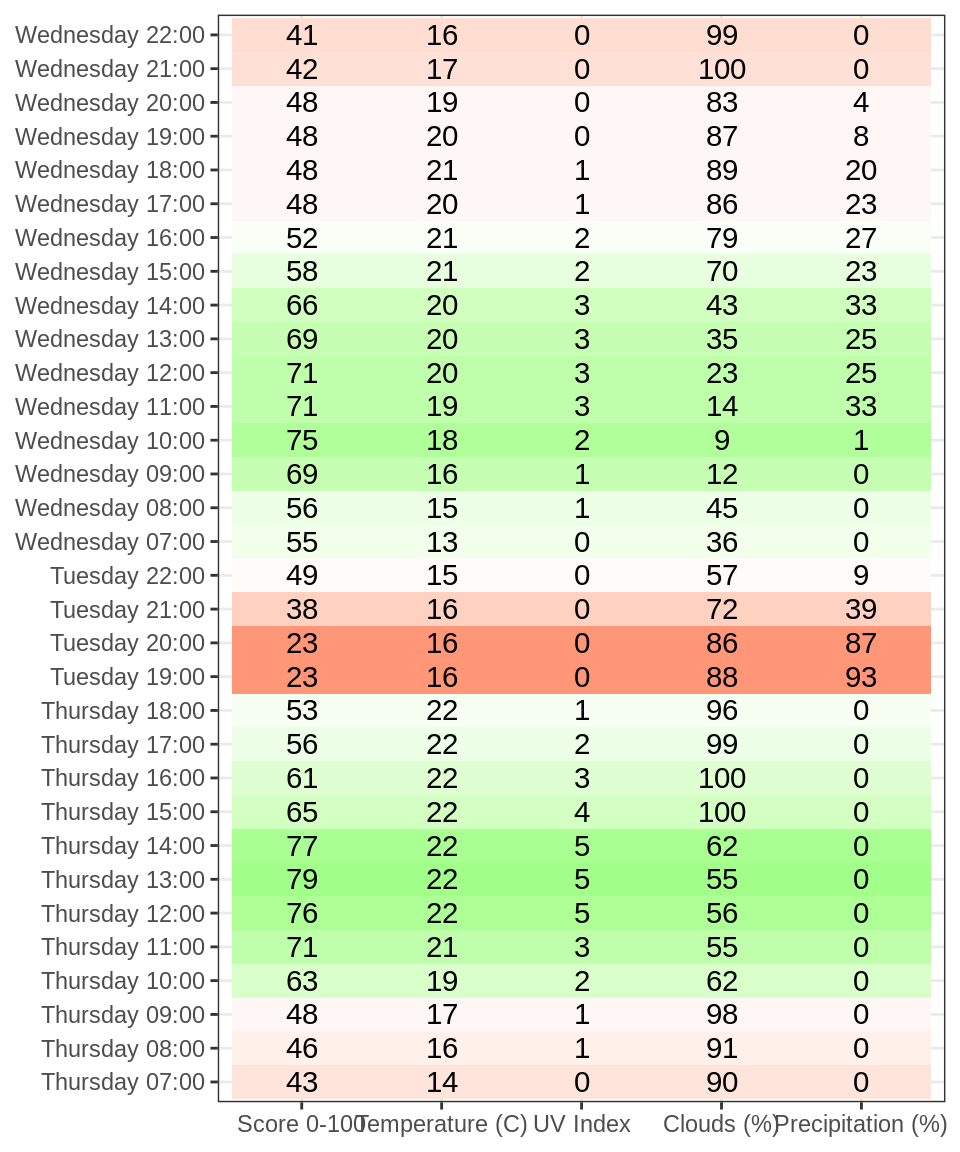 Wednesday 22:00 41 16 0 99 0
Wednesday 21:00 42 17 0 100 0
Wednesday 20:00 48 19 0 83 4
Wednesday 19:00 48 20 0 87 8
Wednesday 18:00 48 21 1 89 20
Wednesday 17:00 48 20 1 86 23
Wednesday 16:00 52 21 2 79 27
Wednesday 15:00 58 21 2 70 23
Wednesday 14:00 66 20 3 43 33
Wednesday 13:00 69 20 3 35 25
Wednesday 12:00 71 20 3 23 25
Wednesday 11:00 71 19 3 14 33
Wednesday 10:00 75 18 2 9 1
Wednesday 09:00 69 16 1 12 0
Wednesday 08:00 56 15 1 45 0
Wednesday 07:00 55 13 0 36 0
Tuesday 22:00 49 15 0 57 9
Tuesday 21:00 38 16 0 72 39
Tuesday 20:00 23 16 0 86 87
Tuesday 19:00 23 16 0 88 93
Thursday 18:00 53 22 1 96 0
Thursday 17:00 56 22 2 99 0
Thursday 16:00 61 22 3 100 0
Thursday 15:00 65 22 4 100 0
Thursday 14:00 77 22 5 62 0
Thursday 13:00 79 22 5 55 0
Thursday 12:00 76 22 5 56 0
Thursday 11:00 71 21 3 55 0
Thursday 10:00 63 19 2 62 0
Thursday 09:00 48 17 1 98 0
Thursday 08:00 46 16 1 91 0
Thursday 07:00 43 14 0 90 0
Score 0-100 Temperature (C) UV Index Clouds (%) Precipitation (%)